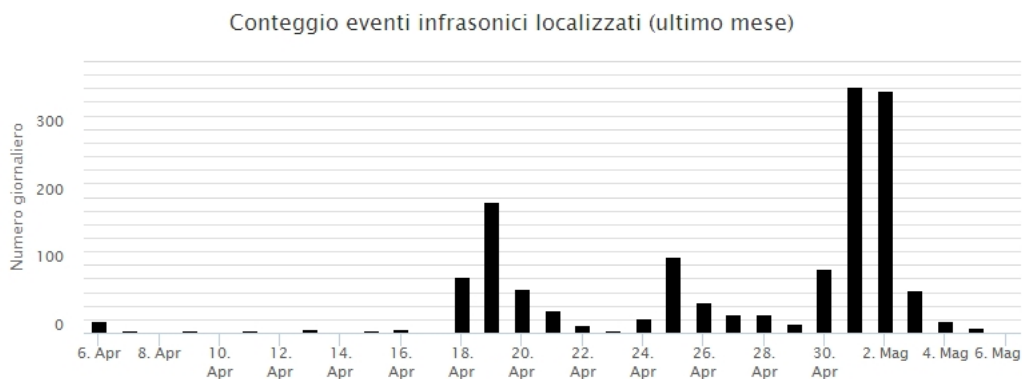 Conteggio eventi infrasonici localizzati (ultimo mese)
Numero giornaliero
300
200
100
0
6. Apr 8. Apr 10. 12. 14. 16. 18. 20. 22. 24. 26. 28. 30. 2. Mag 4. Mag 6. Mag
Apr Apr Apr Apr Apr Apr Apr Apr Apr Apr Apr